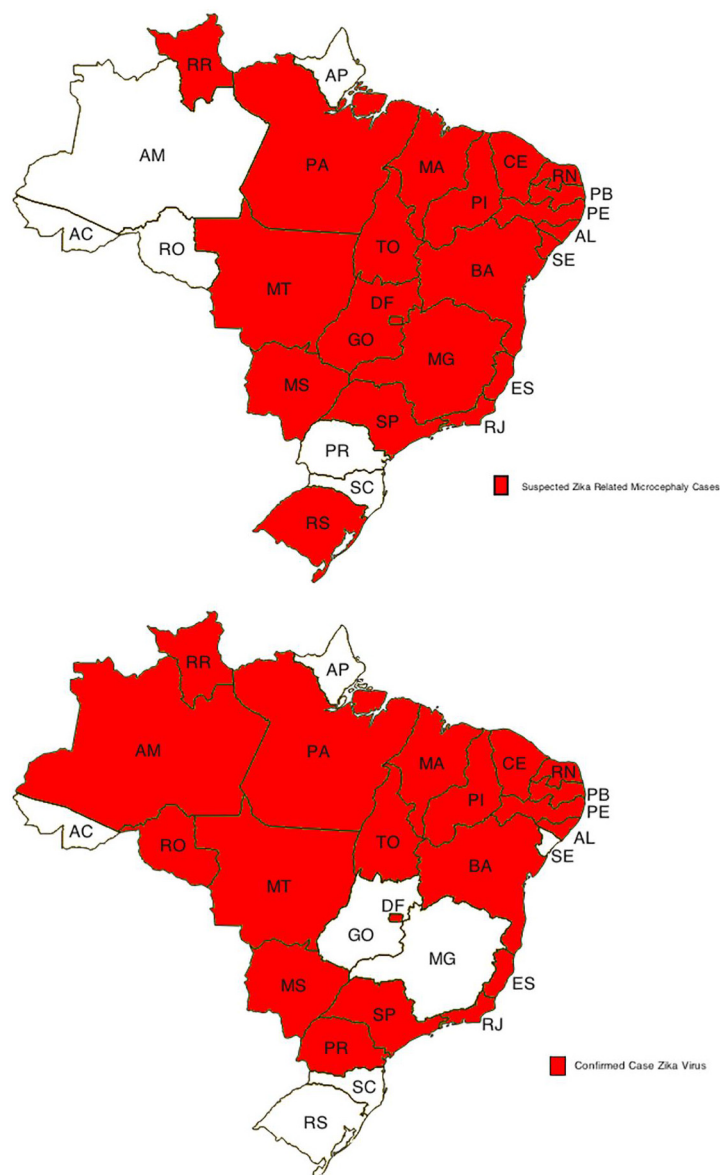 RR
AP
AM
PA
MA
CE
RN
PB
PE
AL
SE
PI
AC
RO
TO
BA
MT
DF
GO
MG
ES
MS
SP
RJ
PR
SC
RS
Suspected Zika Related Microcephaly Cases
RR
AP
AM
PA
MA
CE
RN
PB
PE
AL
SE
PI
AC
RO
TO
BA
MT
DF
GO
MG
ES
MS
SP
RJ
PR
SC
RS
Confirmed Case Zika Virus